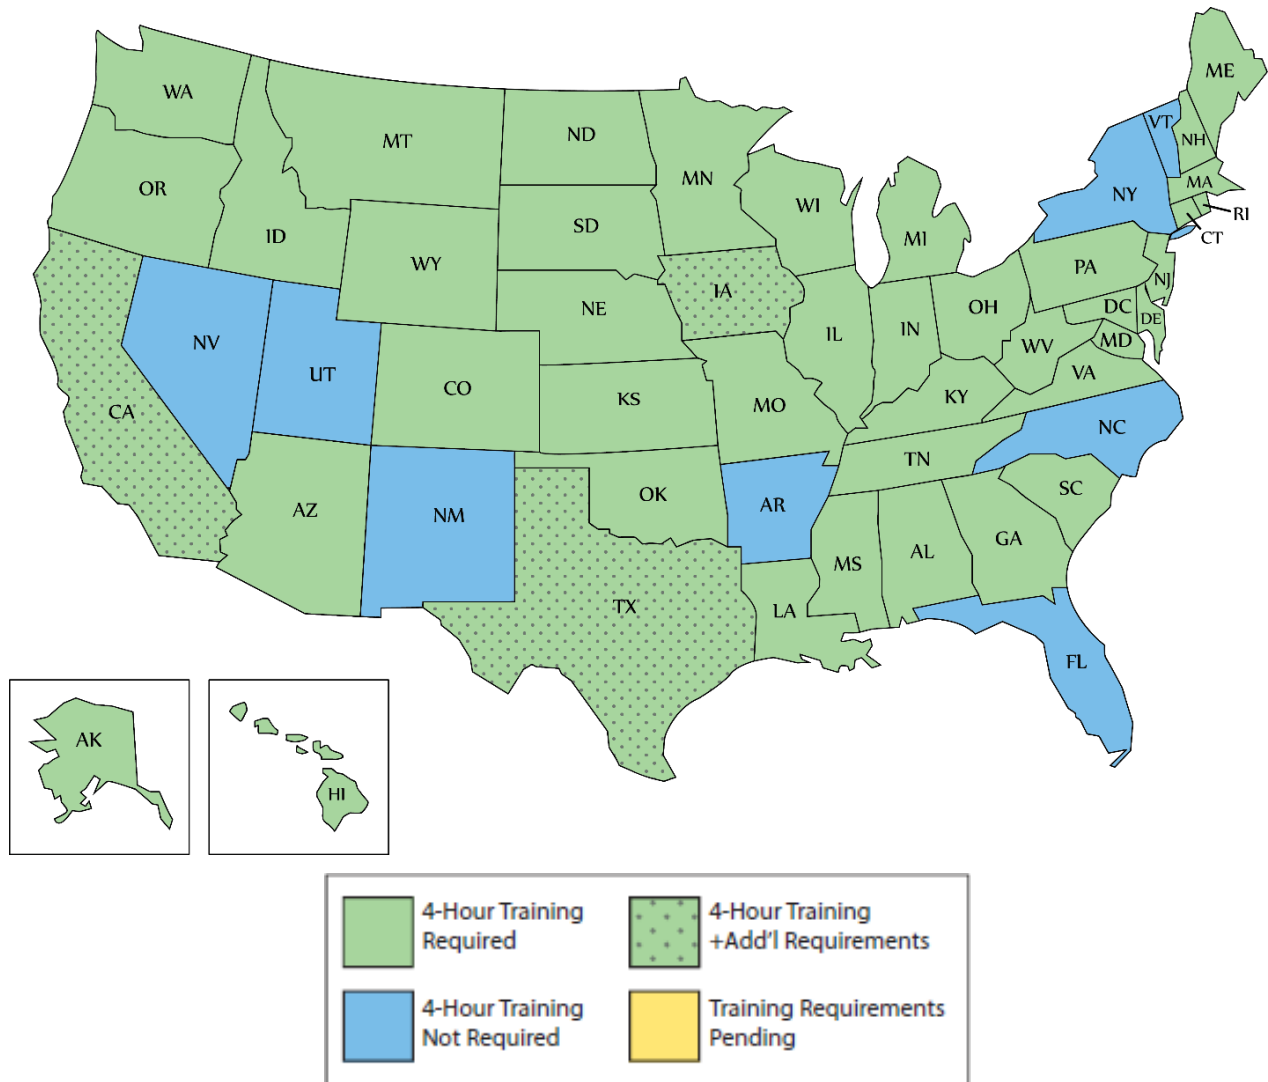 ME
WA
VT
ND
MT
NH
MN
MA
OR
NY
WI
RI
SD
ID
MI
CT
WY
PA
NJ
IA
NE
OH
DC
DE
IL
IN
NV
WV
MD
UT
VA
CO
KS
KY
MO
CA
NC
TN
OK
SC
AZ
AR
NM
GA
AL
MS
TX
LA
FL
AK
HI
4-Hour Training
Required
4-Hour Training
+Add'l Requirements
4-Hour Training
Not Required
Training Requirements
Pending